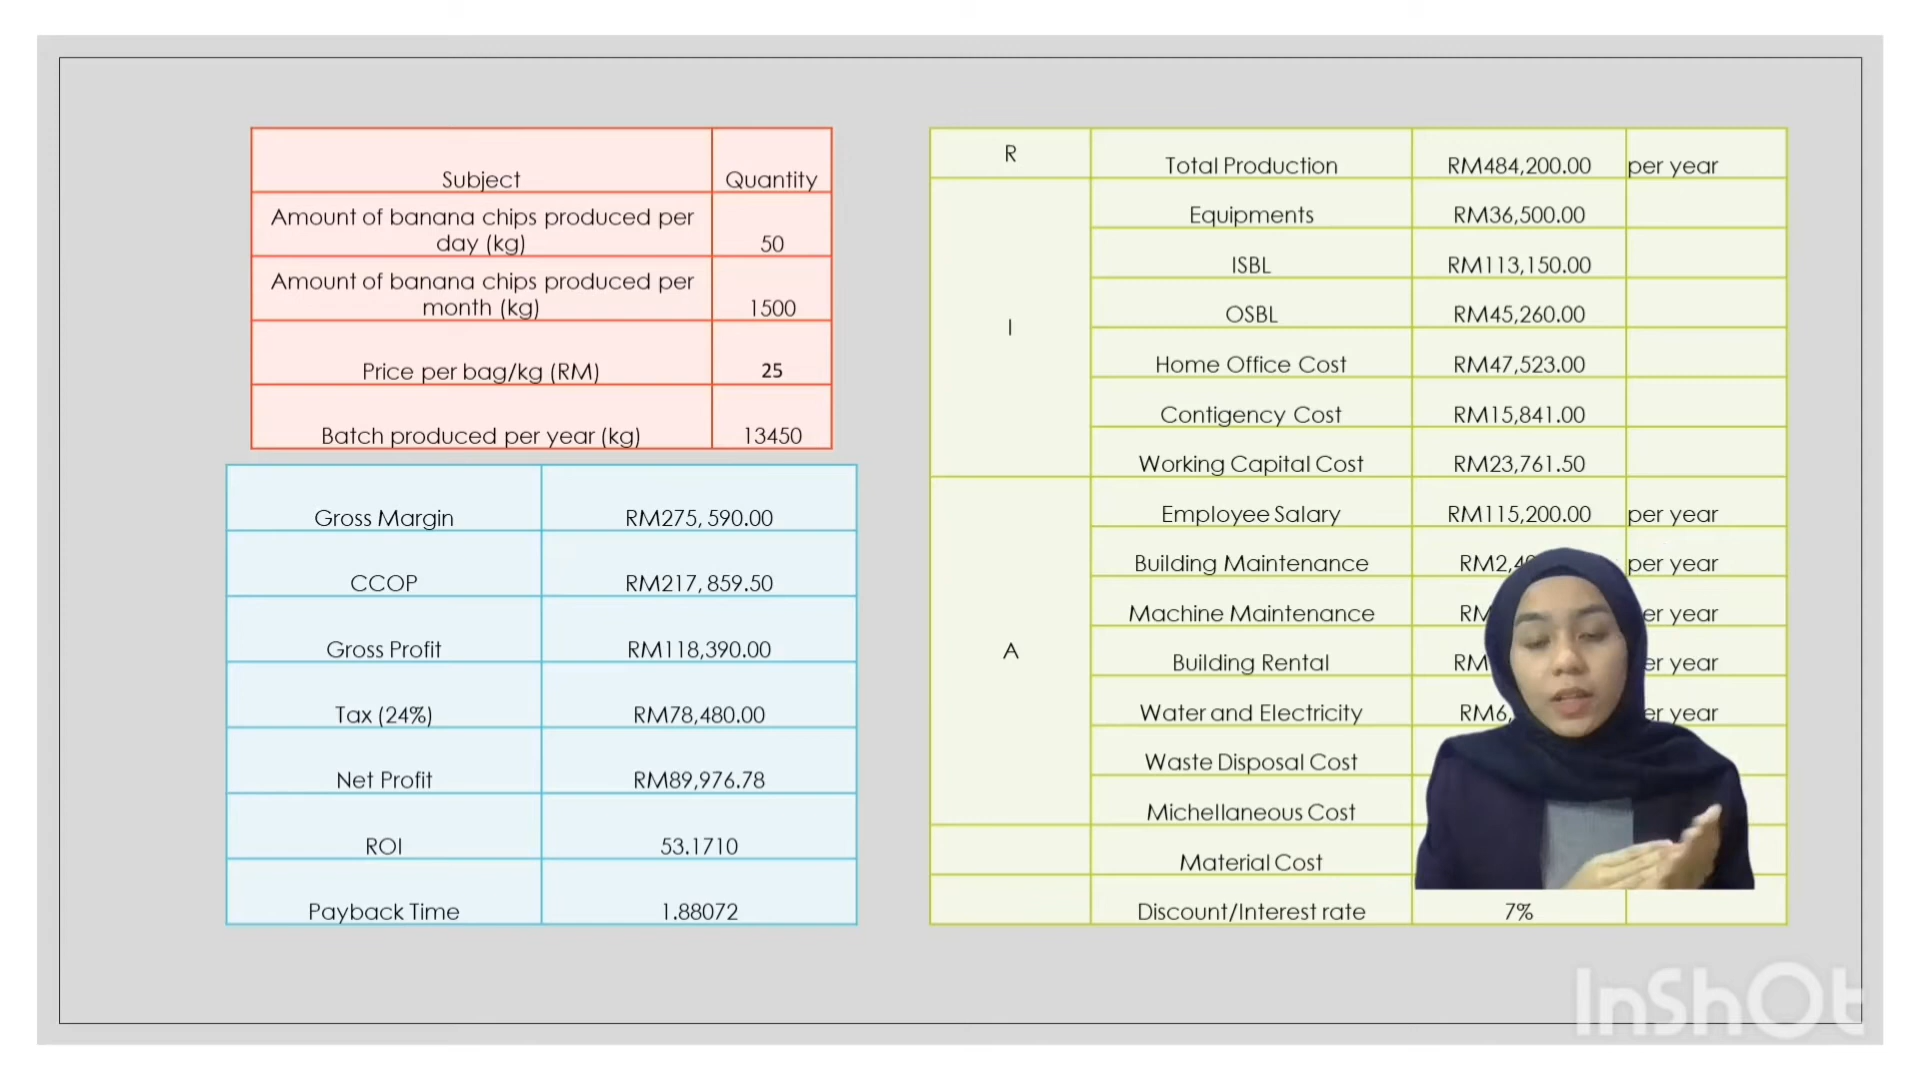 Subject Quantity
Amount of banana chips produced per
day (kg) 50
Amount of banana chips produced per
month (kg) 1500
Price per bag/kg (RM) 25
Batch produced per year (kg) 13450
Gross Margin RM275, 590.00
CCOP RM217, 859.50
Gross Profit RM118,390.00
Tax (24%) RM78,480.00
Net Profit RM89,976.78
ROI 53.1710
Payback Time 1.88072
R Total Production RM484,200.00 per year
Equipments RM36,500.00
ISBL RM113,150.00
I OSBL RM45,260.00
Home Office Cost RM47,523.00
Contigency Cost RM15,841.00
Working Capital Cost RM23,761.50
Employee Salary RM115,200.00 per year
Building Maintenance per year
Machine Maintenance
A Building Rental
Water and Electricity
Waste Disposal Cost
Michellaneous Cost
Material Cost
Discount/Interest rate 7%
InShOt